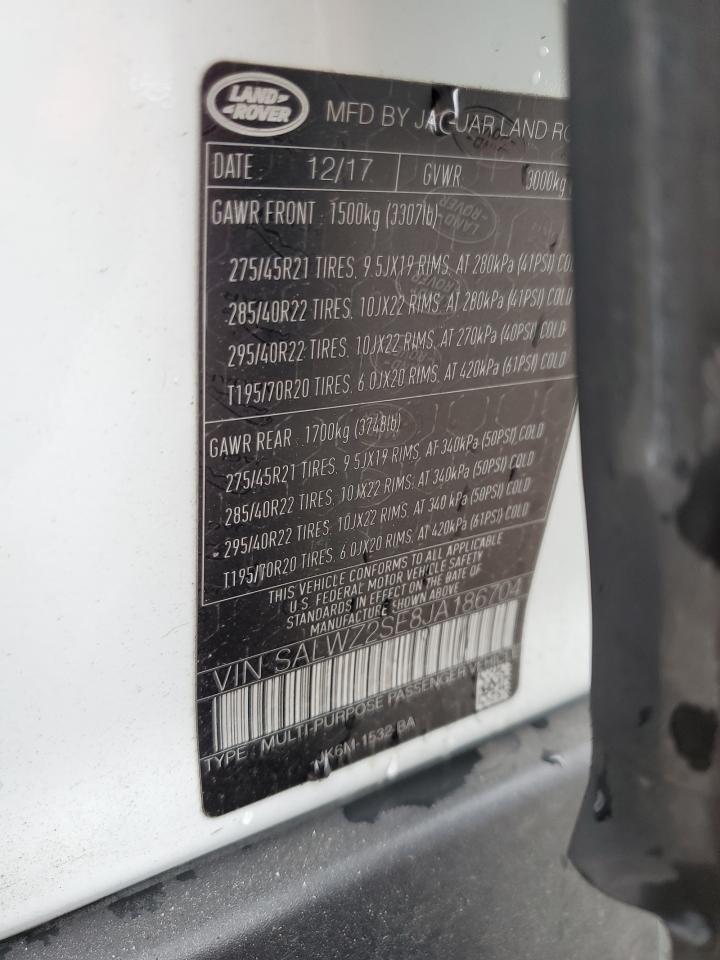 LAND-
-ROVER
MFD BY JAGUAR LAND RO
DATE : 12/17 GVWR 3000kg
GAWR FRONT : 1500kg (3307lb)
275/45R21 TIRES, 9.5JX19 RIMS, AT 280kPa (41PSI) COLD
285/40R22 TIRES, 10JX22 RIMS, AT 280kPa (41PSI) COLD
295/40R22 TIRES, 10JX22 RIMS, AT 270kPa (40PSI) COLD
T195/70R20 TIRES, 6.0JX20 RIMS, AT 420kPa (61PSI) COLD
GAWR REAR : 1700kg (3748lb)
275/45R21 TIRES, 9.5JX19 RIMS, AT 340kPa (50PSI) COLD
285/40R22 TIRES, 10JX22 RIMS, AT 340kPa (50PSI) COLD
295/40R22 TIRES, 10JX22 RIMS, AT 340 kPa (50PSI) COLD
T195/70R20 TIRES, 6.0JX20 RIMS, AT 420kPa (61PSI) COLD
THIS VEHICLE CONFORMS TO ALL APPLICABLE
U.S. FEDERAL MOTOR VEHICLE SAFETY
STANDARDS IN EFFECT ON THE DATE OF
MANUFACTURE SHOWN ABOVE
VIN SALWZ2SE8JA186704
TYPE : MULTI-PURPOSE PASSENGER VEHICLE
JK6M-1532 BA